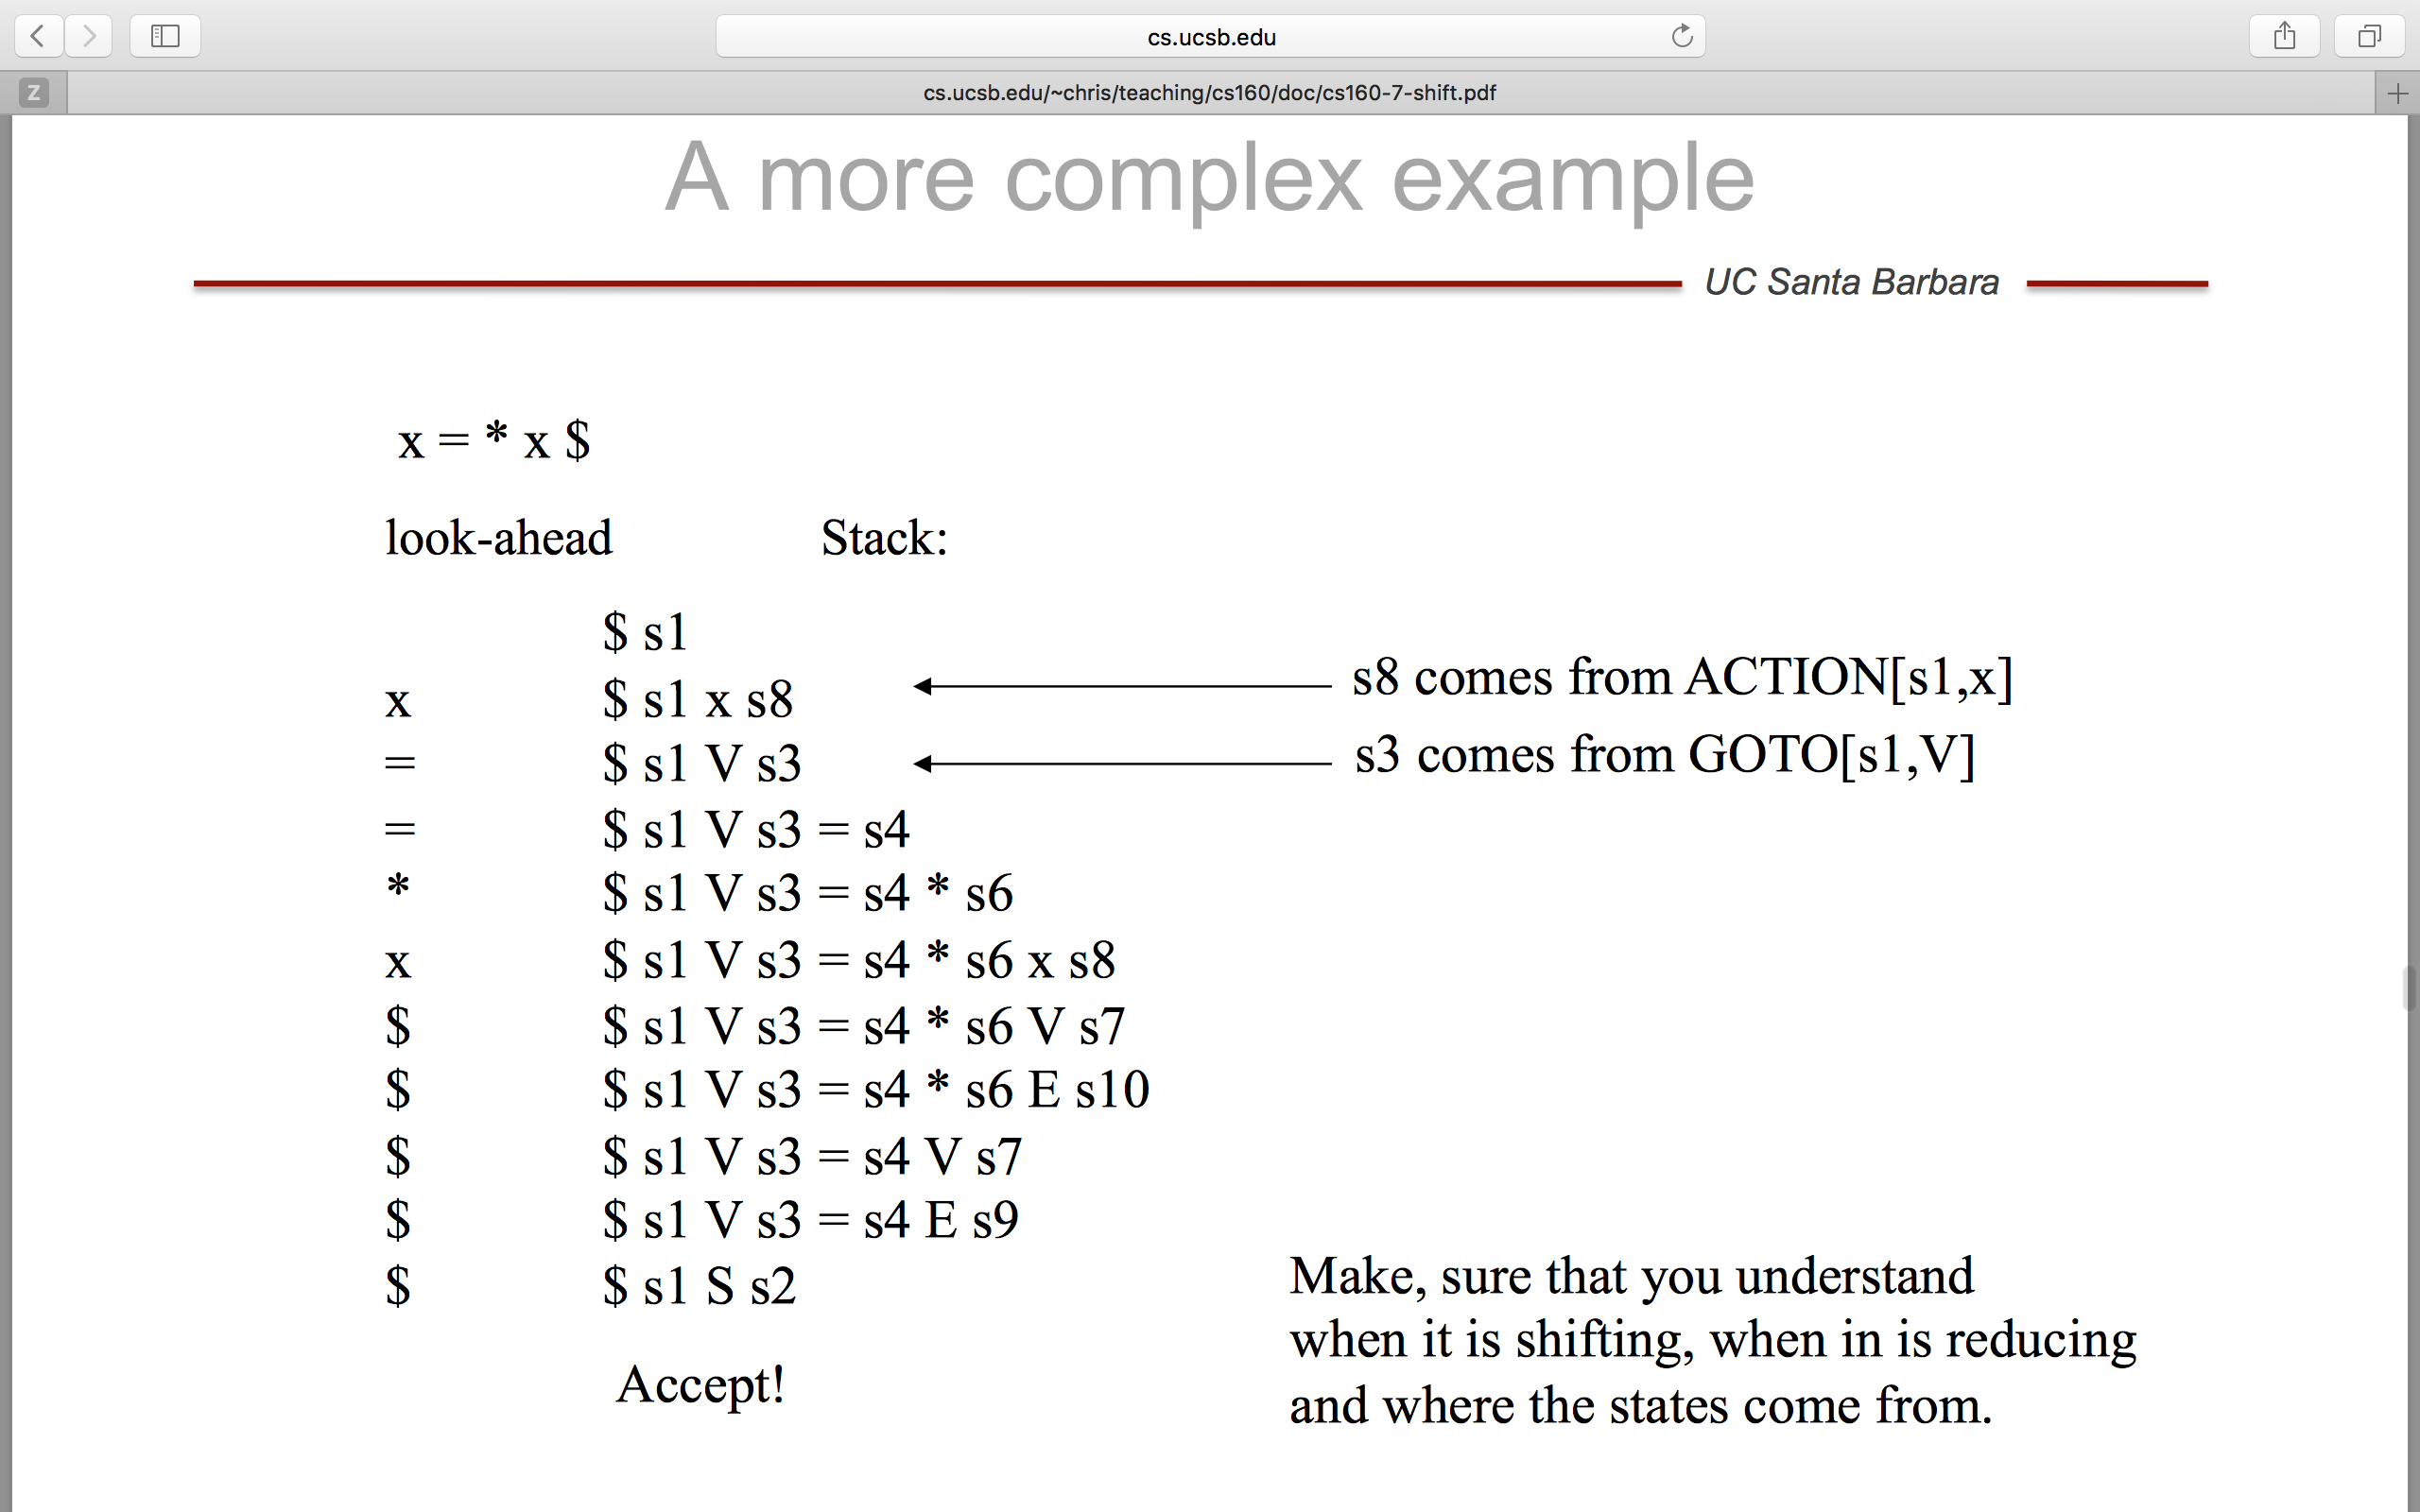 cs.ucsb.edu
Z
cs.ucsb.edu/~chris/teaching/cs160/doc/cs160-7-shift.pdf
A more complex example
UC Santa Barbara
x = * x $
look-ahead Stack:
$ s1
x $ s1 x s8
s8 comes from ACTION[s1,x]
= $ s1 V s3
s3 comes from GOTO[s1,V]
= $ s1 V s3 = s4
* $ s1 V s3 = s4 * s6
x $ s1 V s3 = s4 * s6 x s8
$ $ s1 V s3 = s4 * s6 V s7
$ $ s1 V s3 = s4 * s6 E s10
$ $ s1 V s3 = s4 V s7
$ $ s1 V s3 = s4 E s9
$ $ s1 S s2
Accept!
Make, sure that you understand
when it is shifting, when in is reducing
and where the states come from.